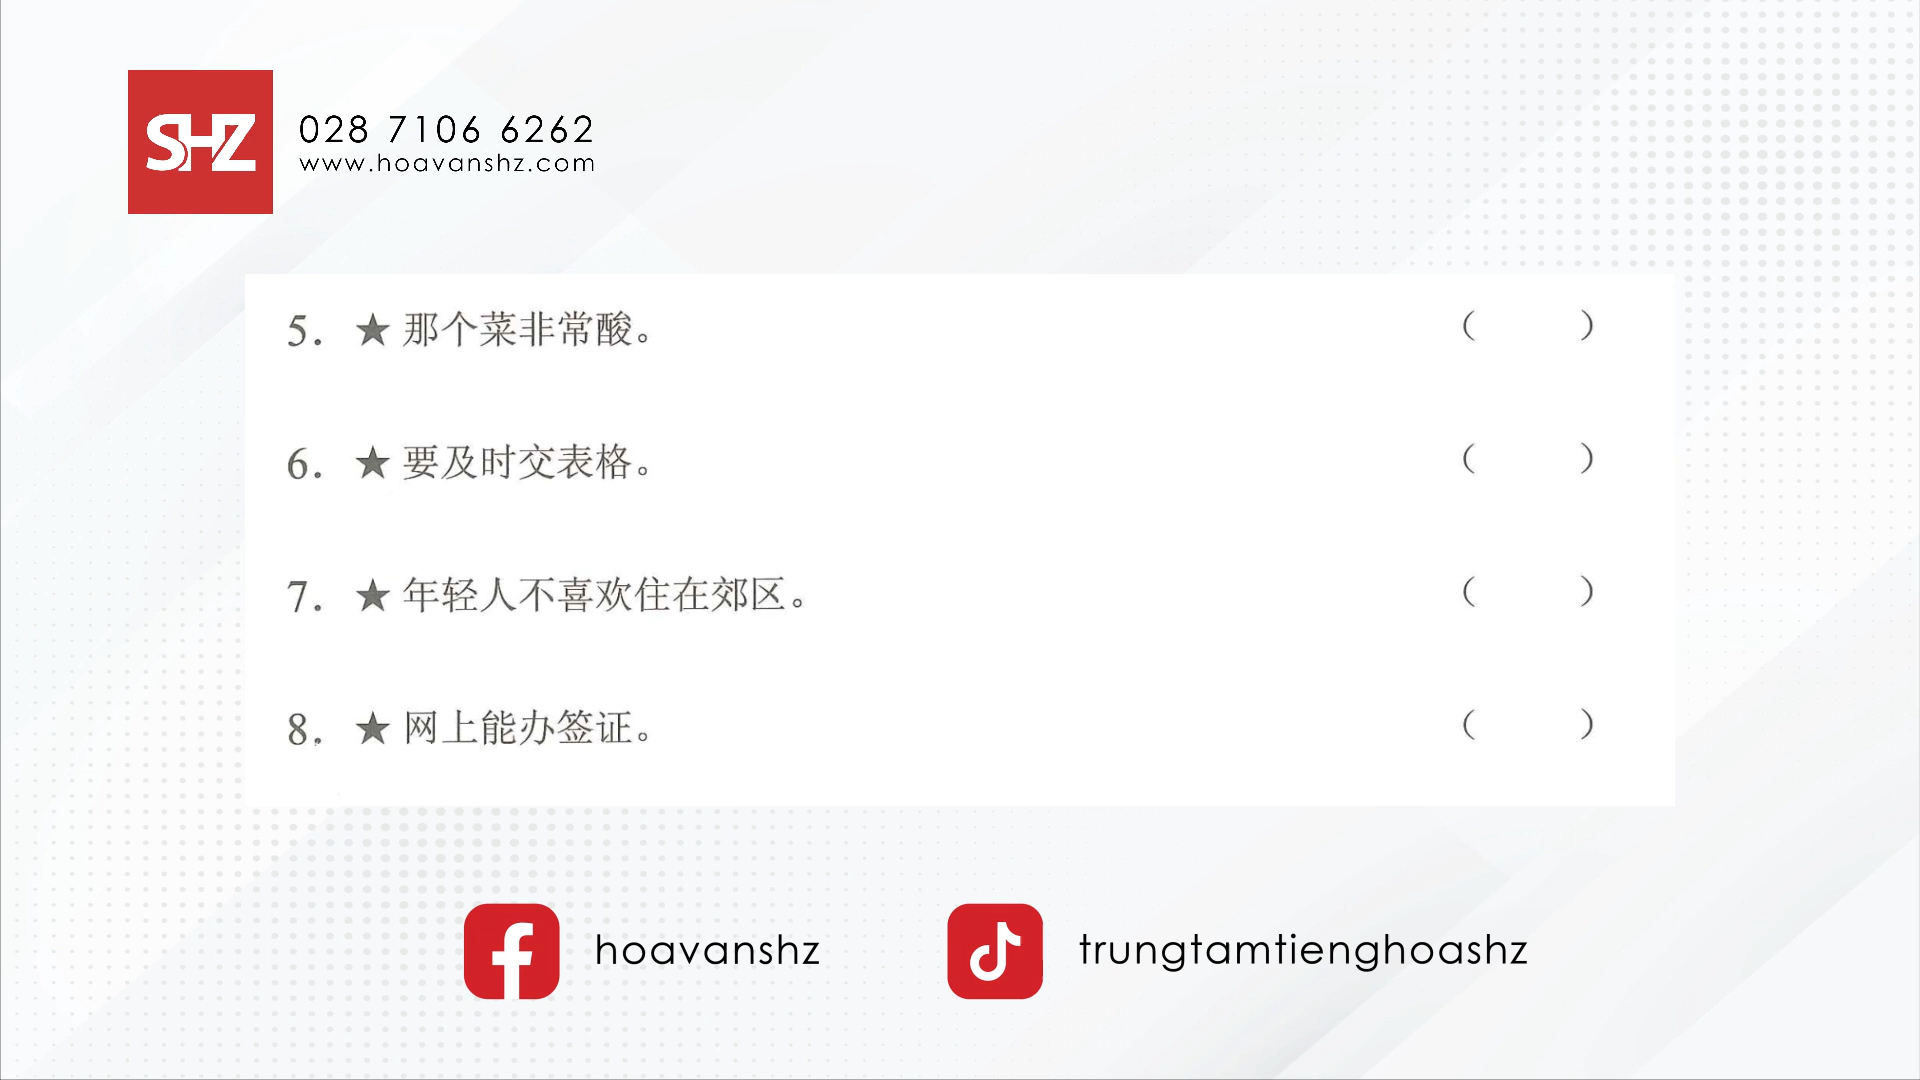 SHZ
028 7106 6262
www.hoavanshz.com
5. ★ 那个菜非常酸。 ( )
6. ★ 要及时交表格。 ( )
7. ★ 年轻人不喜欢住在郊区。 ( )
8. ★ 网上能办签证。 ( )
hoavanshz
trungtamtienghoashz